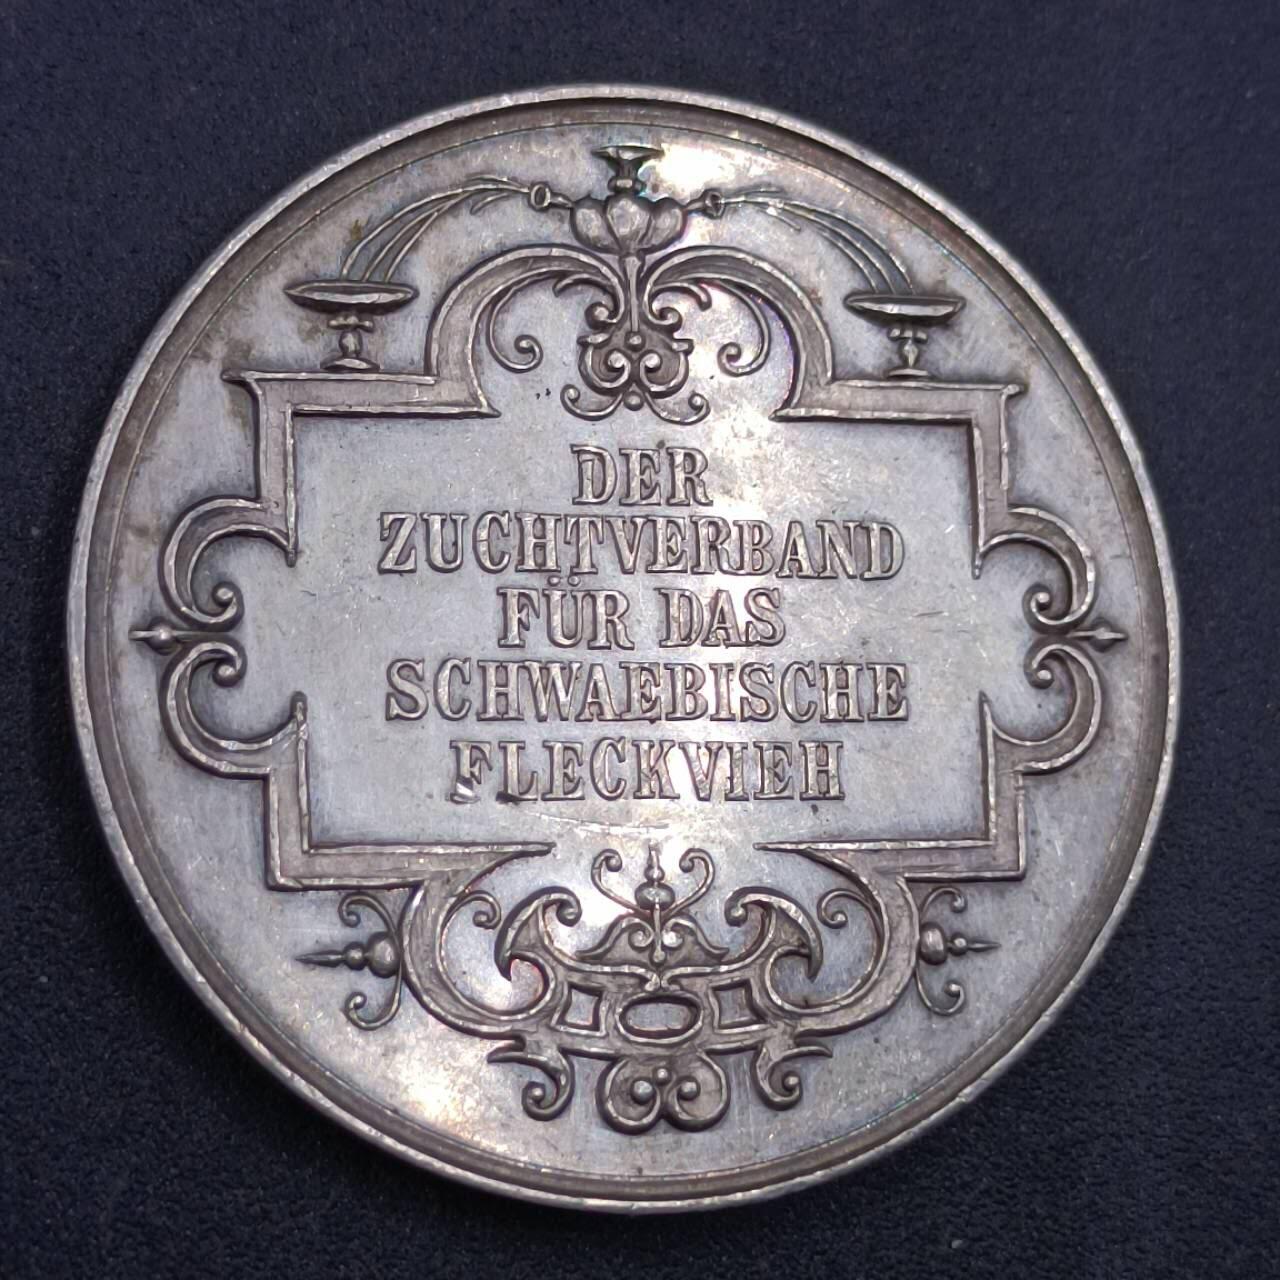 DER
ZUCHTVERBAND
FÜR DAS
SCHWAEBISCHE
FLECKVIEH